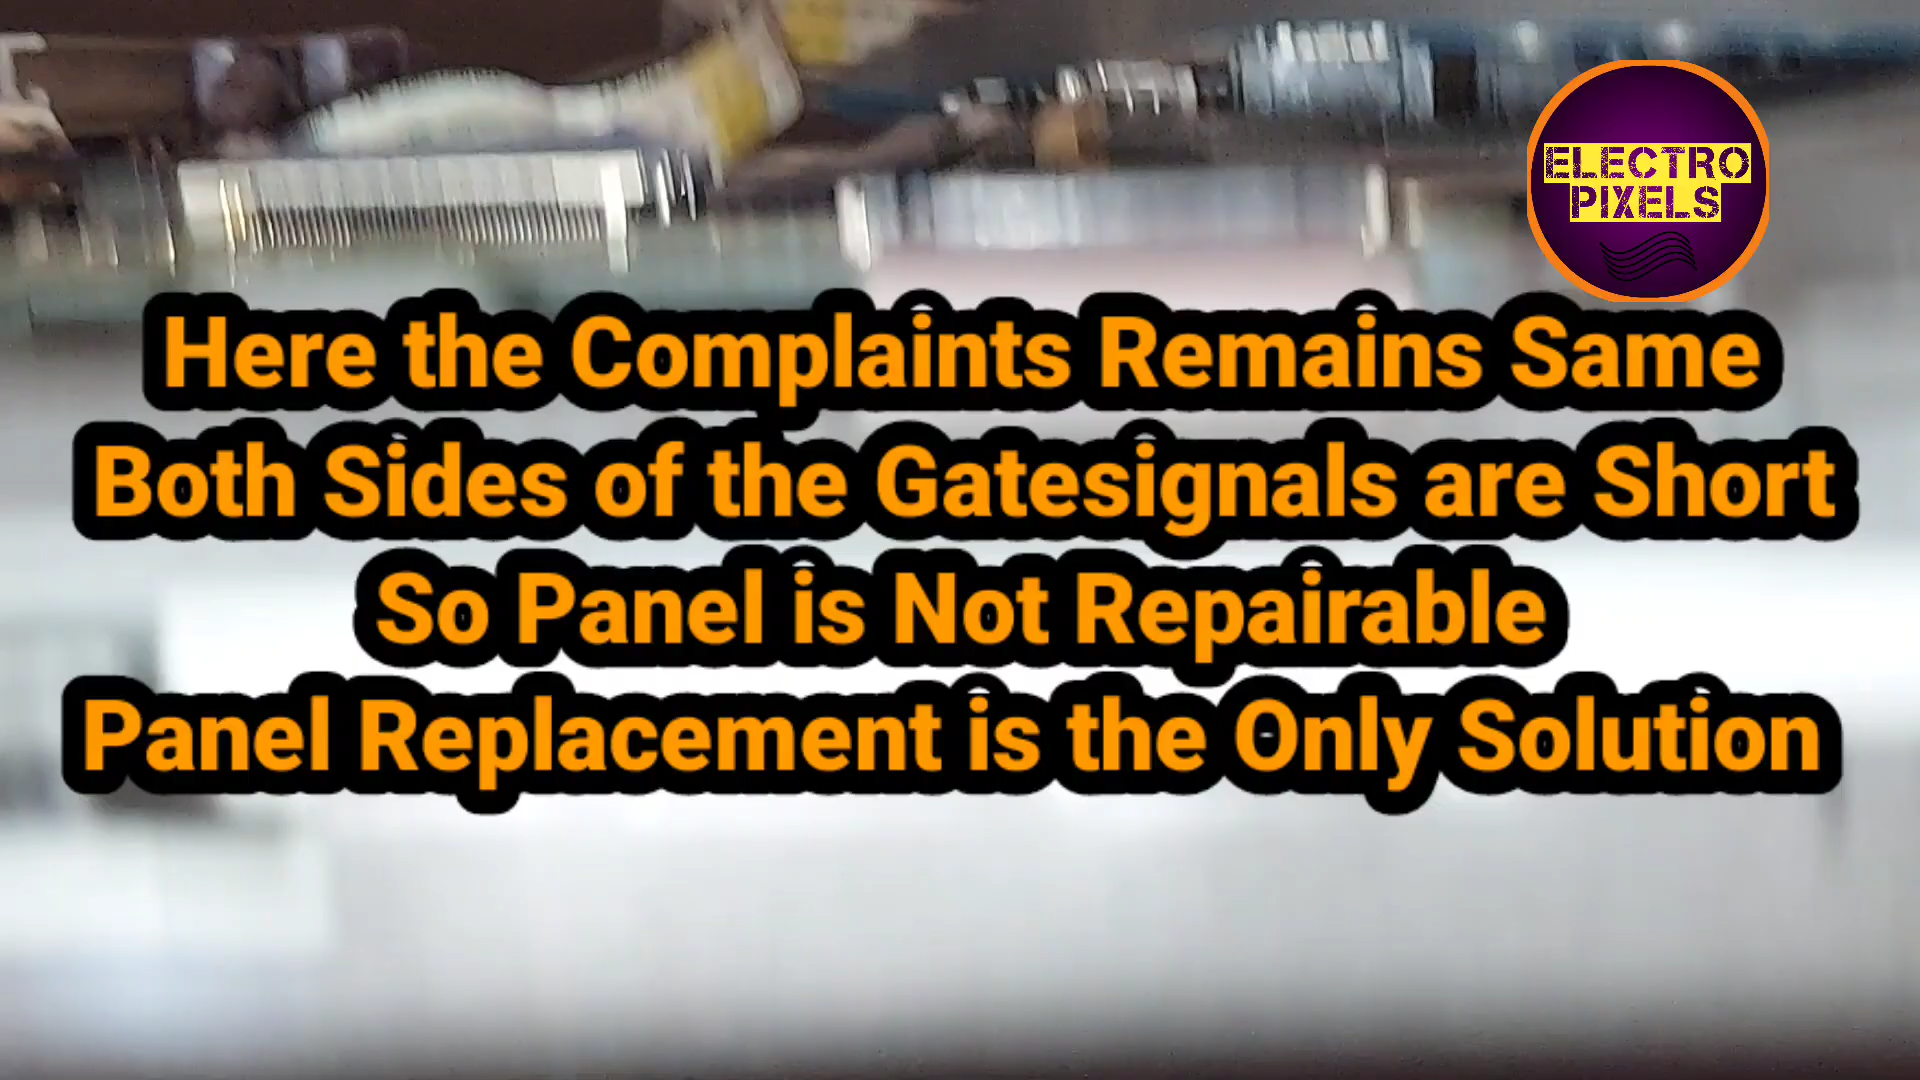 ELECTRO
PIXELS
Here the Complaints Remains Same
Both Sides of the Gatesignals are Short
So Panel is Not Repairable
Panel Replacement is the Only Solution